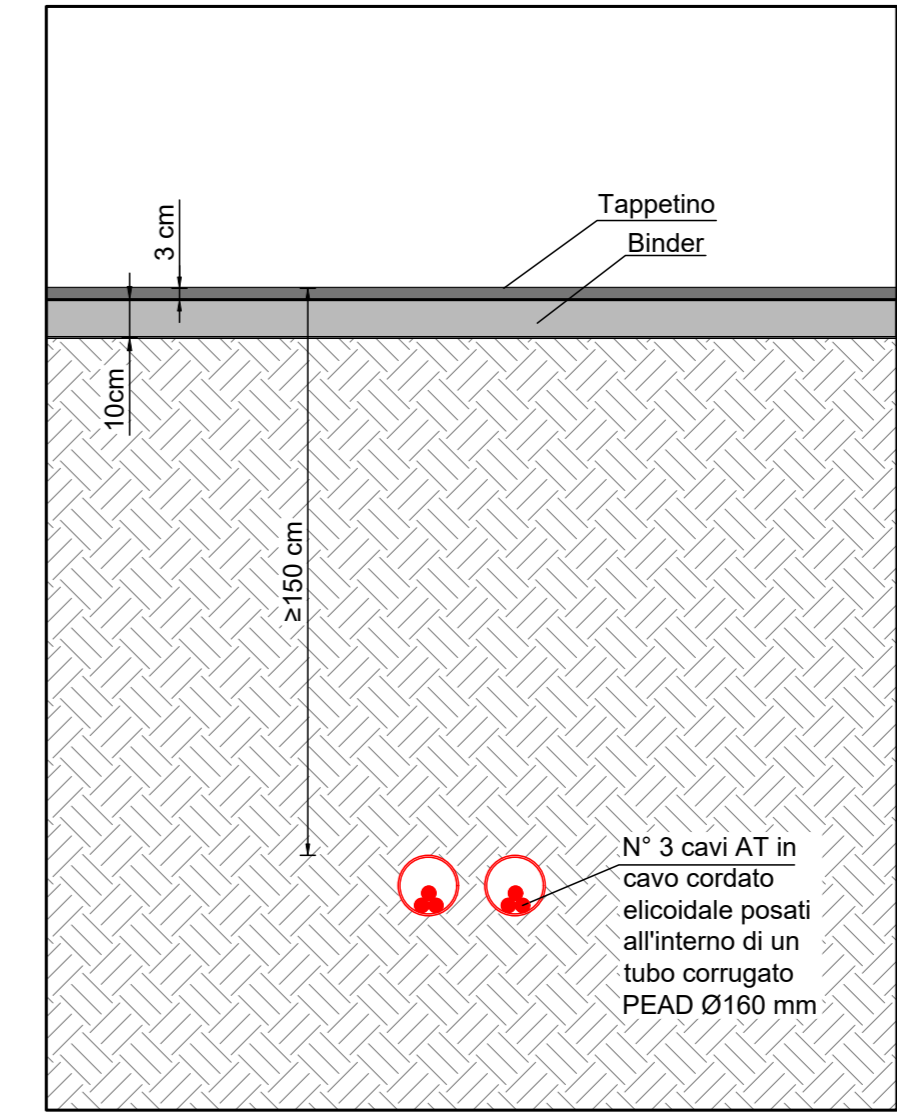 Tappetino
Binder
3 cm
10cm
≥150 cm
N° 3 cavi AT in
cavo cordato
elicoidale posati
all'interno di un
tubo corrugato
PEAD Ø160 mm